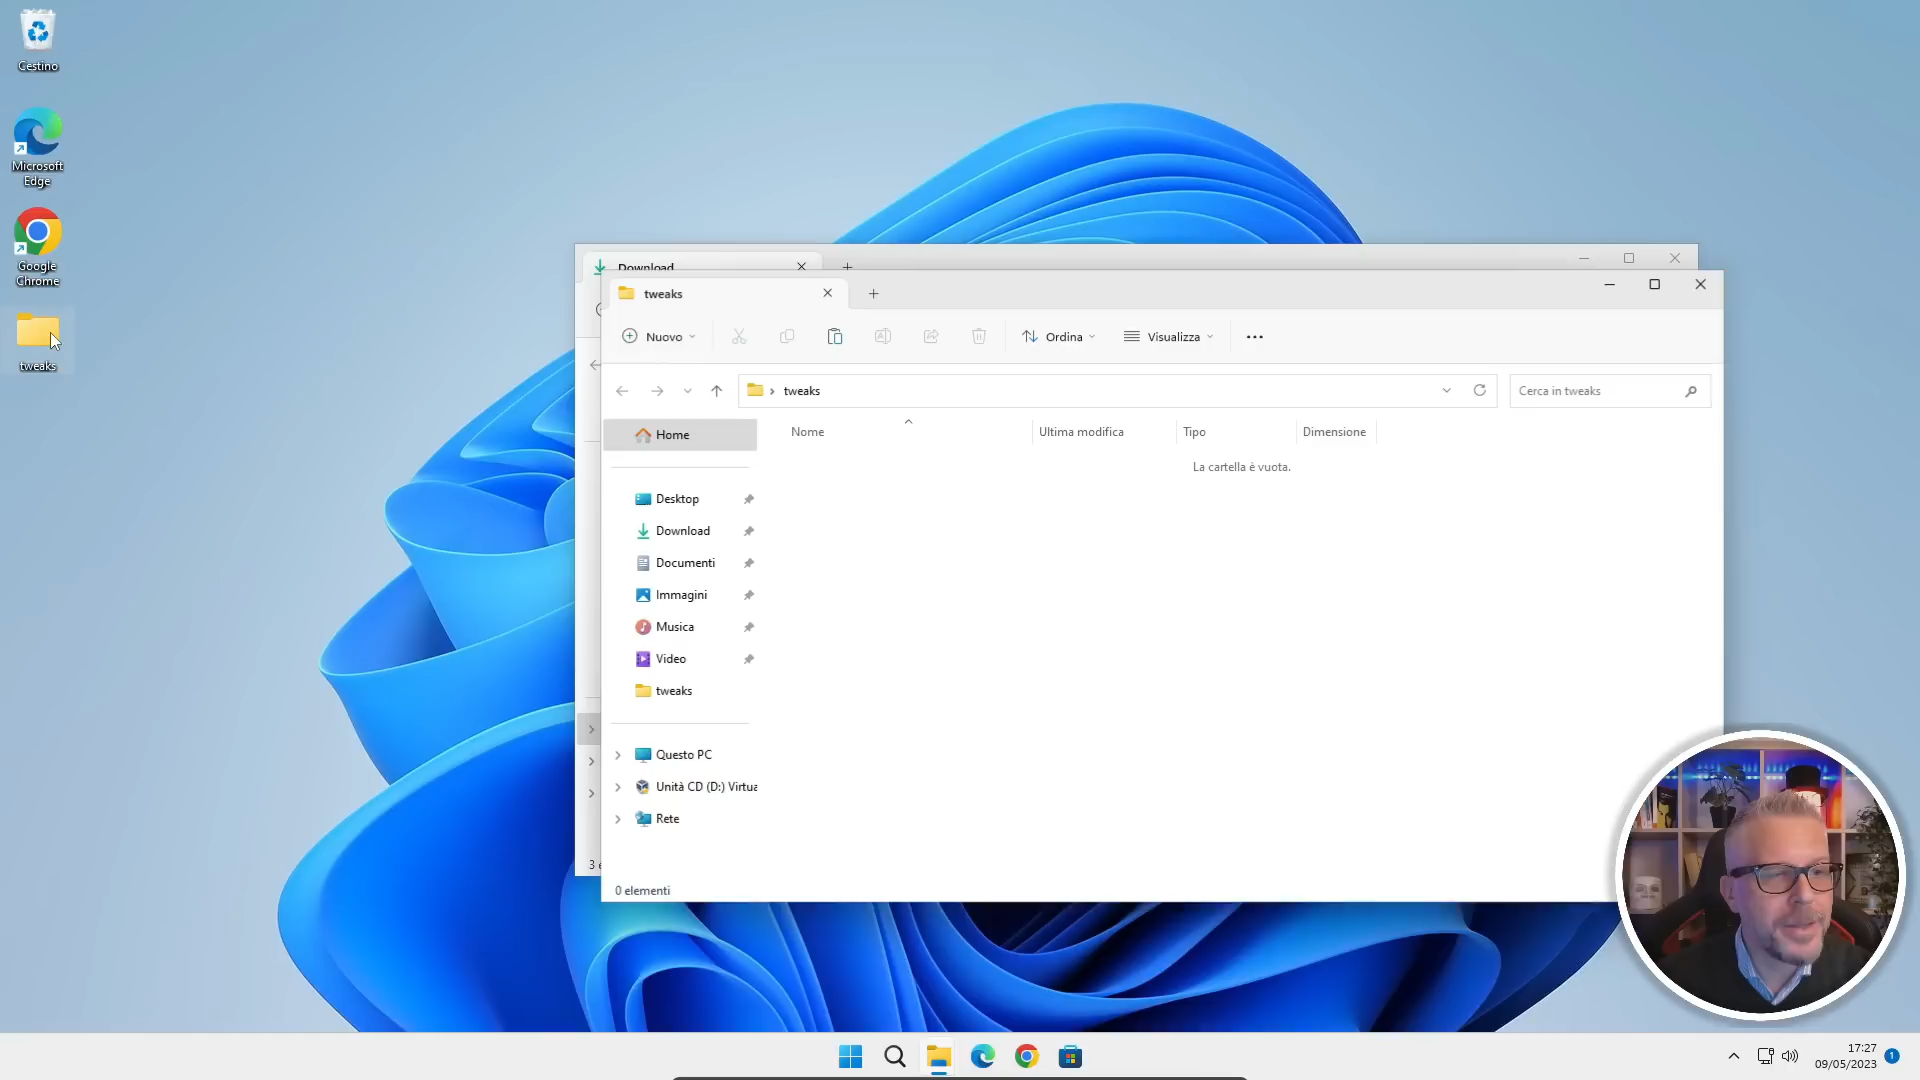 Cestino
Microsoft
Edge
Google
Chrome
tweaks
Download
tweaks
Nuovo
Ordina
Visualizza
tweaks
Cerca in tweaks
Home
Nome
Ultima modifica
Tipo
Dimensione
La cartella è vuota.
Desktop
Download
Documenti
Immagini
Musica
Video
tweaks
Questo PC
Unità CD (D:) Virtua
Rete
3 e
0 elementi
17:27
09/05/2023
1